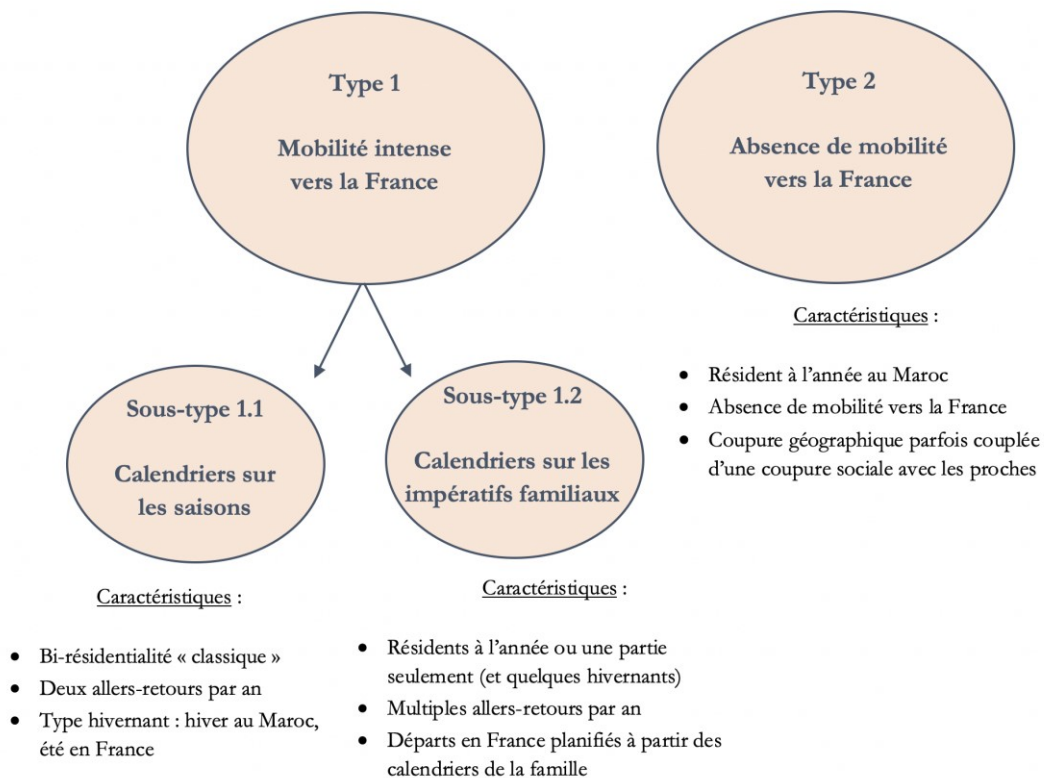 Type 1
Mobilité intense
vers la France
Type 2
Absence de mobilité
vers la France
Caractéristiques :
• Résident à l’année au Maroc
• Absence de mobilité vers la France
• Coupure géographique parfois couplée
d’une coupure sociale avec les proches
Sous-type 1.1
Calendriers sur
les saisons
Sous-type 1.2
Calendriers sur les
impératifs familiaux
Caractéristiques :
• Bi-résidentialité « classique »
• Deux allers-retours par an
• Type hivernant : hiver au Maroc,
été en France
Caractéristiques :
• Résidents à l’année ou une partie
seulement (et quelques hivernants)
• Multiples allers-retours par an
• Départs en France planifiés à partir des
calendriers de la famille